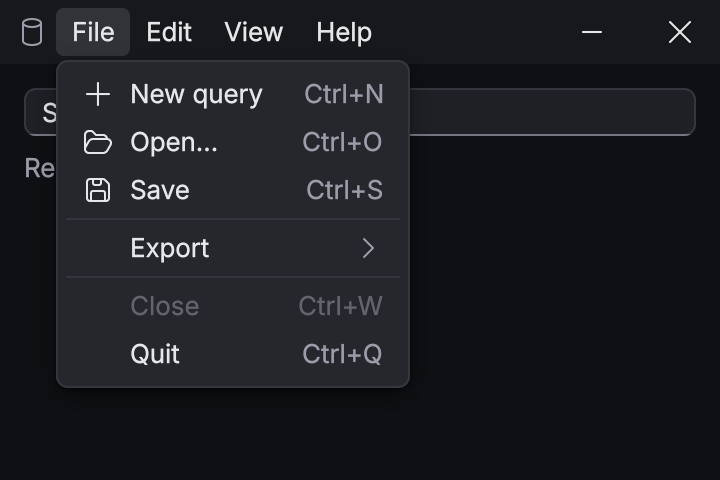 File Edit View Help
New query Ctrl+N
Open... Ctrl+O
Save Ctrl+S
Export
Close Ctrl+W
Quit Ctrl+Q